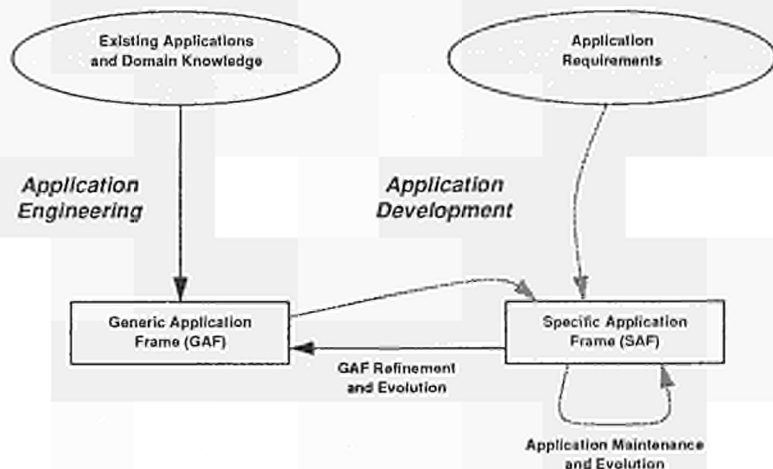 Existing Applications
and Domain Knowledge
Application
Requirements
Application
Engineering
Application
Development
Generic Application
Frame (GAF)
Specific Application
Frame (SAF)
GAF Refinement
and Evolution
Application Maintenance
and Evolution